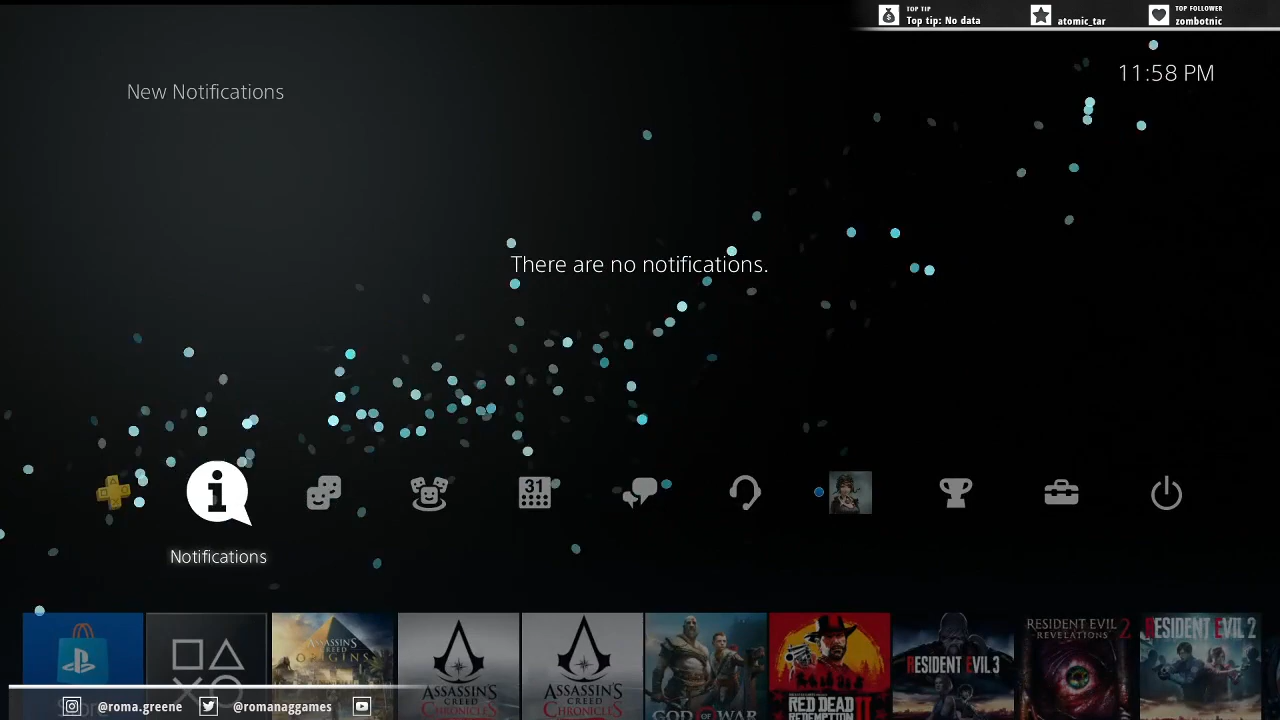 TOP TIP
Top tip: No data
atomic_tar
TOP FOLLOWER
zombotnic
11:58 PM
New Notifications
There are no notifications.
31
Notifications
ASSASSIN'S
CREED
ORIGINS
ASSASSIN'S
CREED
CHRONICLES
ASSASSIN'S
CREED
CHRONICLES
GOD OF WAR
RED DEAD
REDEMPTION II
RESIDENT EVIL 3
RESIDENT EVIL
REVELATIONS 2
RESIDENT EVIL 2
@roma.greene
@romanaggames